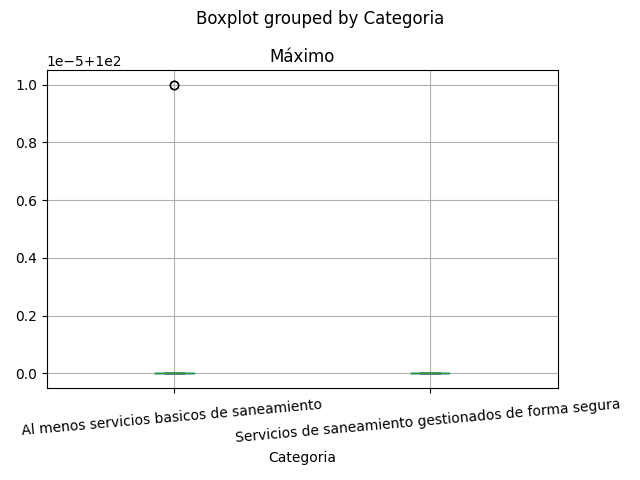 Boxplot grouped by Categoria
Máximo
1e−5+1e2
1.0
0.8
0.6
0.4
0.2
0.0
Al menos servicios basicos de saneamiento
Servicios de saneamiento gestionados de forma segura
Categoria